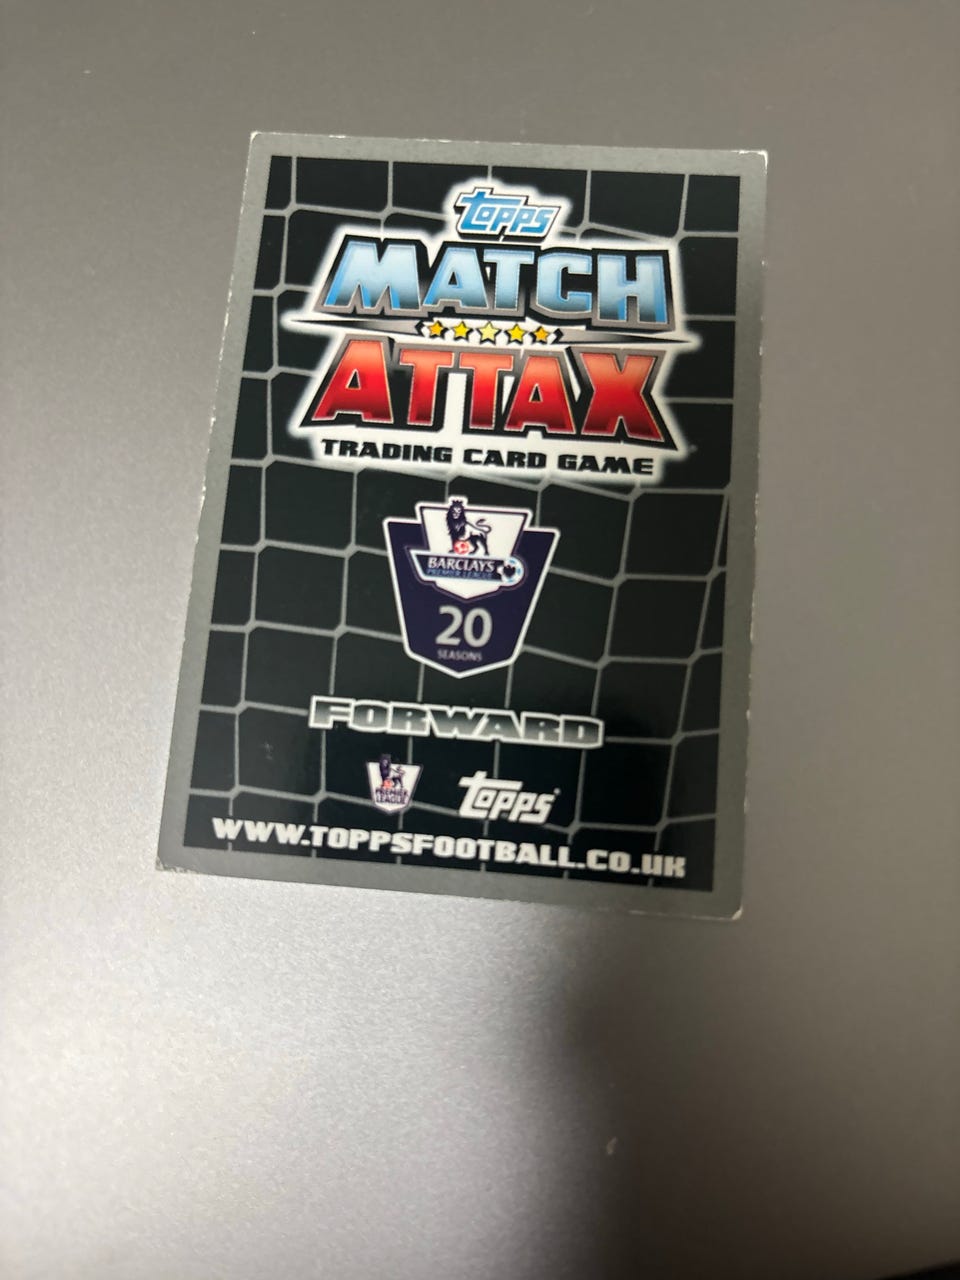 topps
MATCH
ATTAX
TRADING CARD GAME
BARCLAYS
PREMIER LEAGUE
20
SEASONS
FORWARD
PREMIER
LEAGUE
topps
WWW.TOPPSFOOTBALL.CO.UK